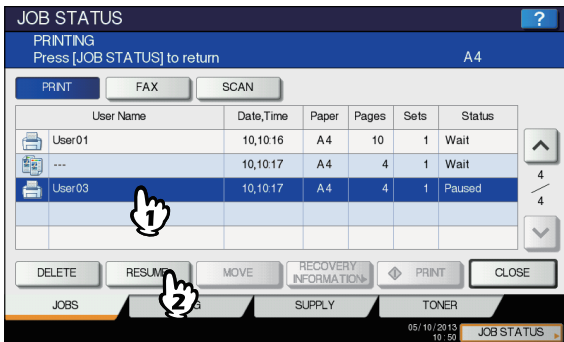 JOB STATUS ?
PRINTING
Press [JOB STATUS] to return A4
PRINT FAX SCAN
User Name Date,Time Paper Pages Sets Status
User01 10,10:16 A4 10 1 Wait
--- 10,10:17 A4 4 1 Wait
User03 10,10:17 A4 4 1 Paused
4
4
1
DELETE RESUME MOVE RECOVERY INFORMATION PRINT CLOSE
2
JOBS G SUPPLY TONER
05/10/2013
10:50 JOB STATUS